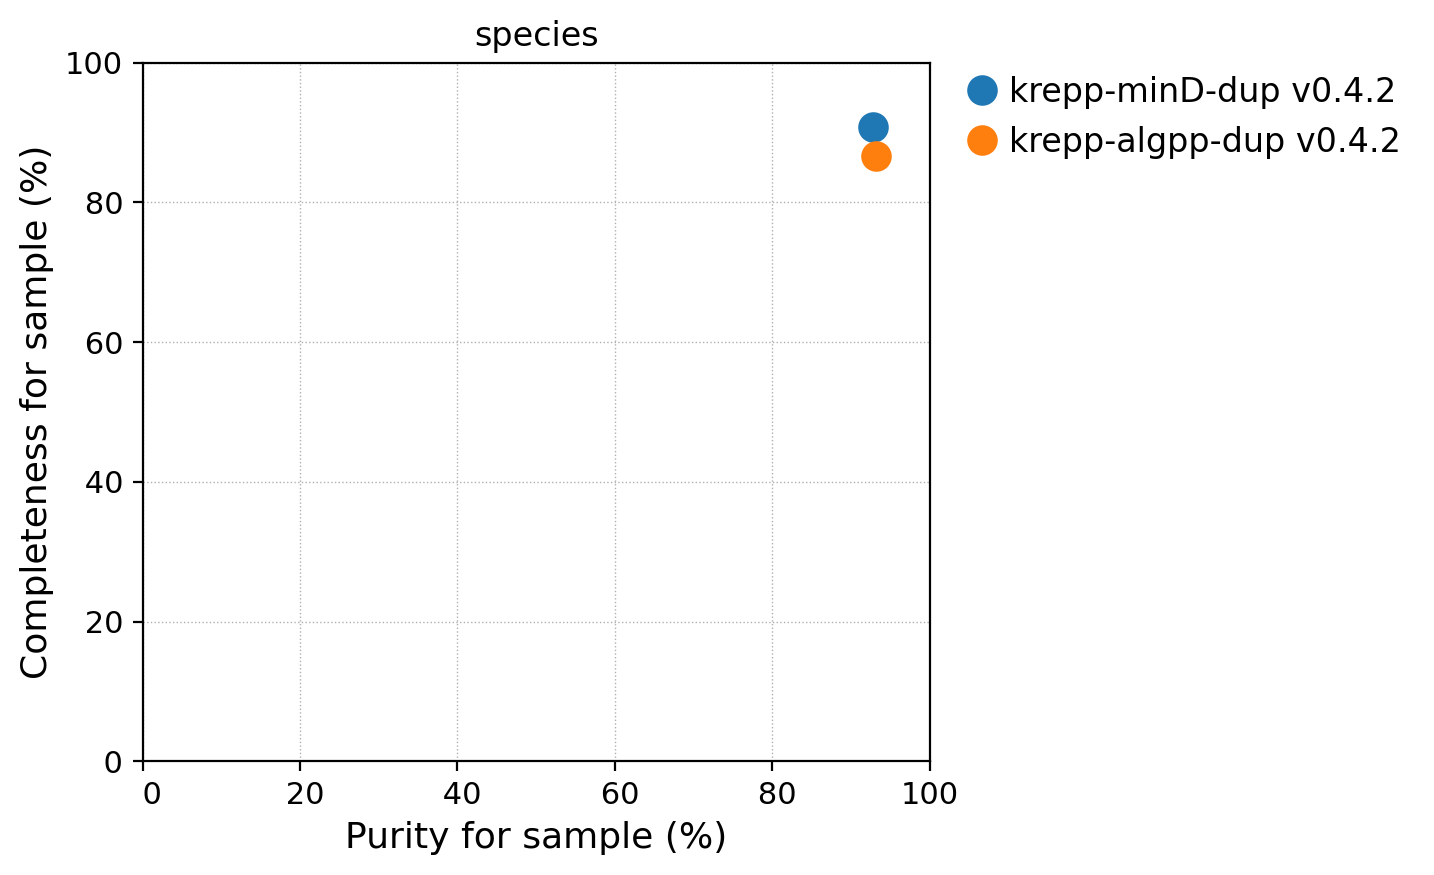 species
krepp-minD-dup v0.4.2
krepp-algpp-dup v0.4.2
Completeness for sample (%)
100
80
60
40
20
0
0 20 40 60 80 100
Purity for sample (%)